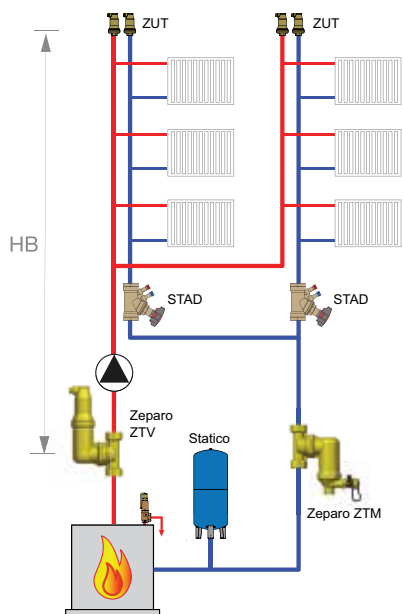 ZUT
ZUT
HB
STAD
STAD
Zeparo
ZTV
Statico
Zeparo ZTM